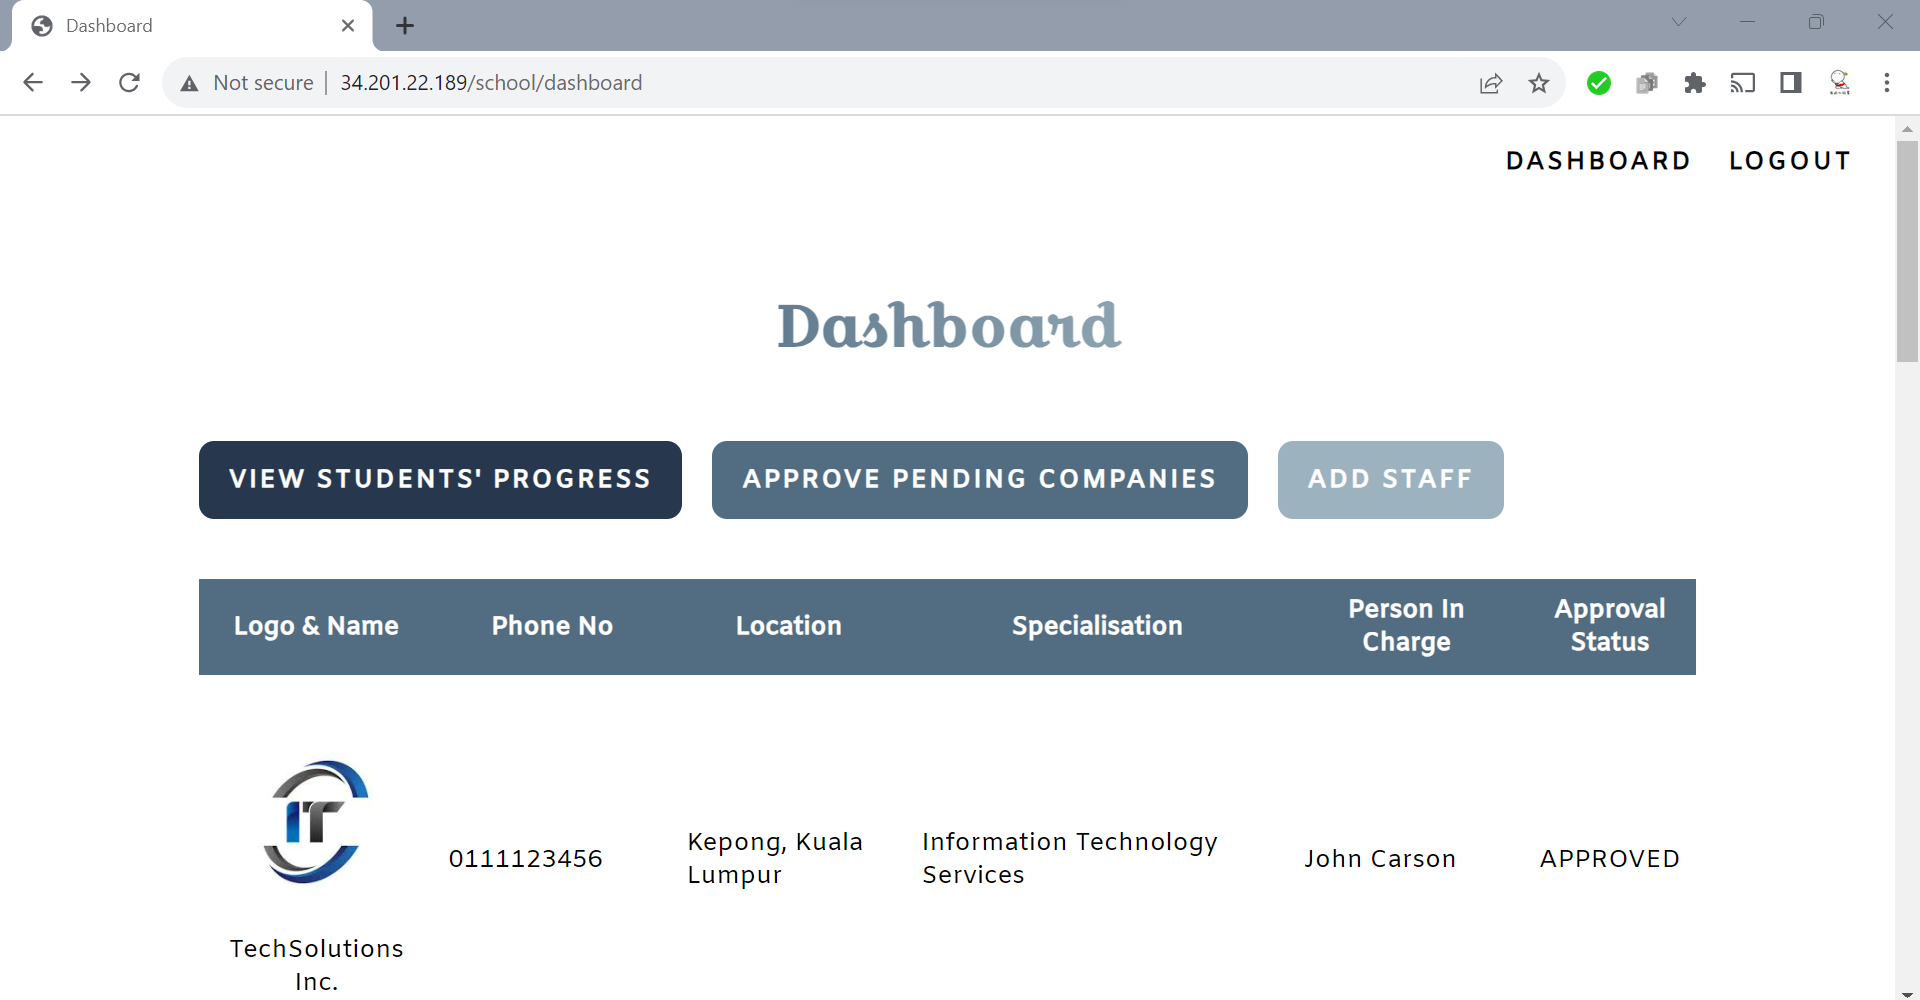 Dashboard
Not secure
34.201.22.189/school/dashboard
DASHBOARD LOGOUT
Dashboard
VIEW STUDENTS' PROGRESS
APPROVE PENDING COMPANIES
ADD STAFF
Logo & Name
Phone No
Location
Specialisation
Person In
Charge
Approval
Status
IT
TechSolutions
Inc.
0111123456
Kepong, Kuala
Lumpur
Information Technology
Services
John Carson
APPROVED